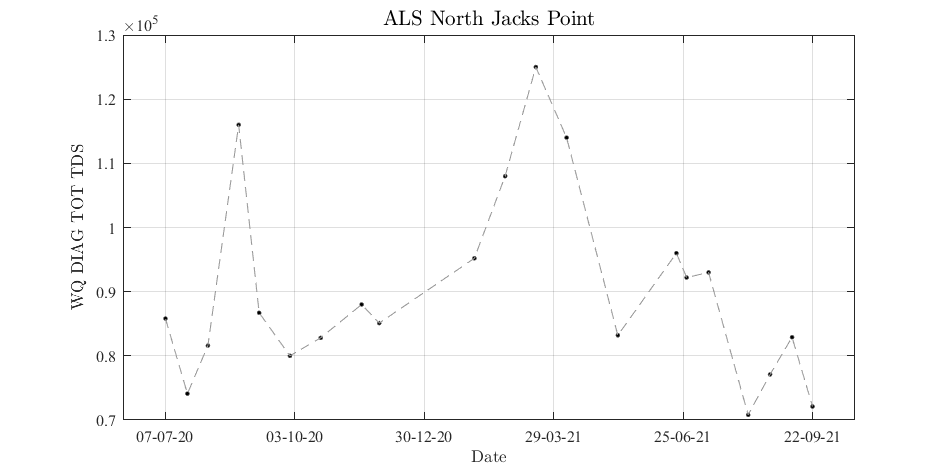 ALS North Jacks Point
×10⁵
1.3
1.2
1.1
1
0.9
0.8
0.7
WQ DIAG TOT TDS
07-07-20 03-10-20 30-12-20 29-03-21 25-06-21 22-09-21
Date